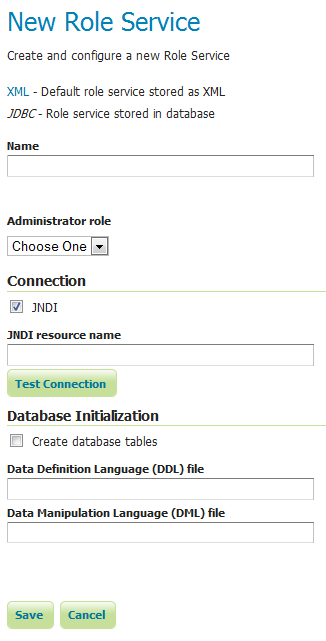 New Role Service
Create and configure a new Role Service
XML - Default role service stored as XML
JDBC - Role service stored in database
Name
Administrator role
Choose One
Connection
JNDI
JNDI resource name
Test Connection
Database Initialization
Create database tables
Data Definition Language (DDL) file
Data Manipulation Language (DML) file
Save Cancel